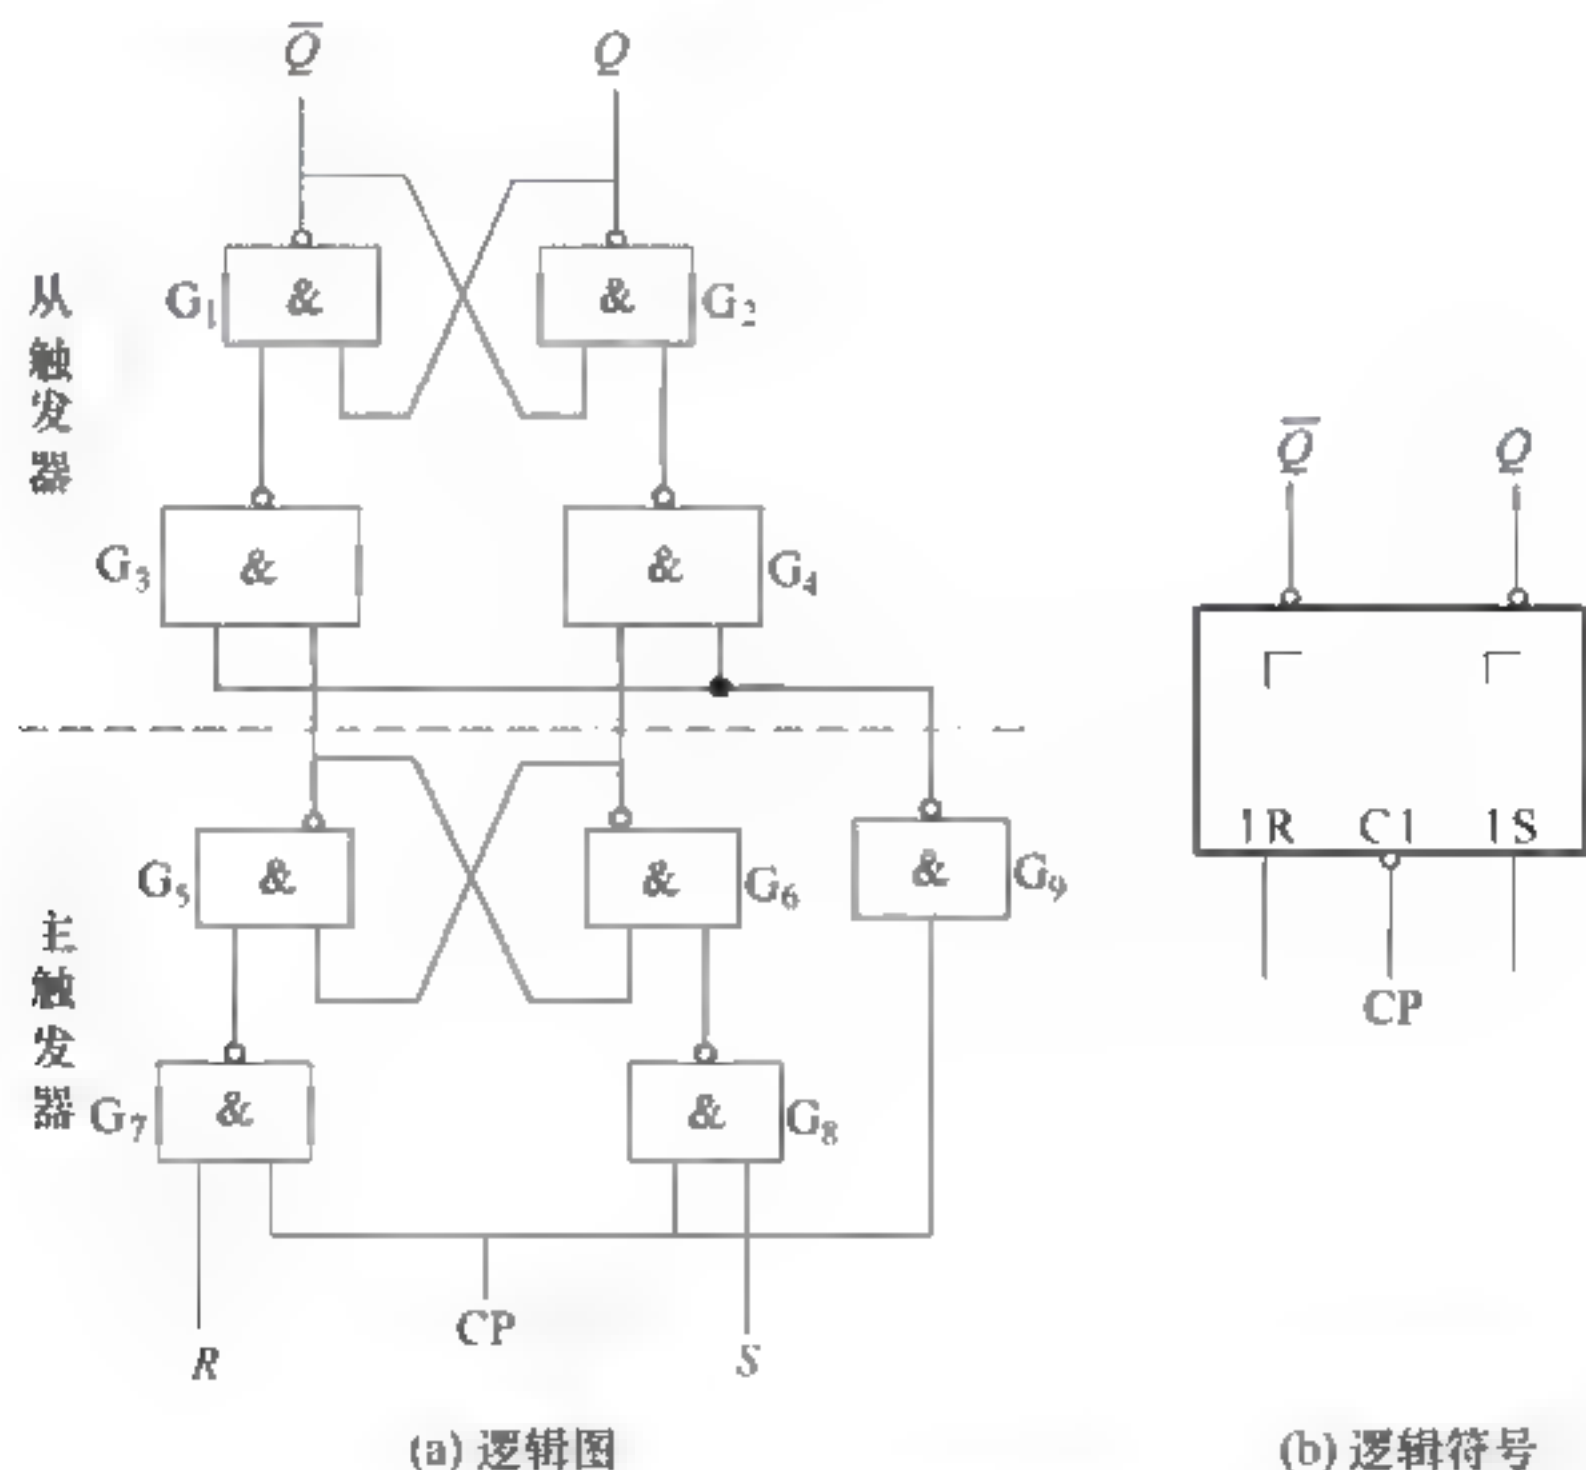 Q̅ Q
从触发器
G₁ & & G₂
G₃ & & G₄
主触发器
G₅ & & G₆ & G₉
G₇ & & G₈
R CP S
(a) 逻辑图
Q̅ Q
1R C1 1S
CP
(b) 逻辑符号